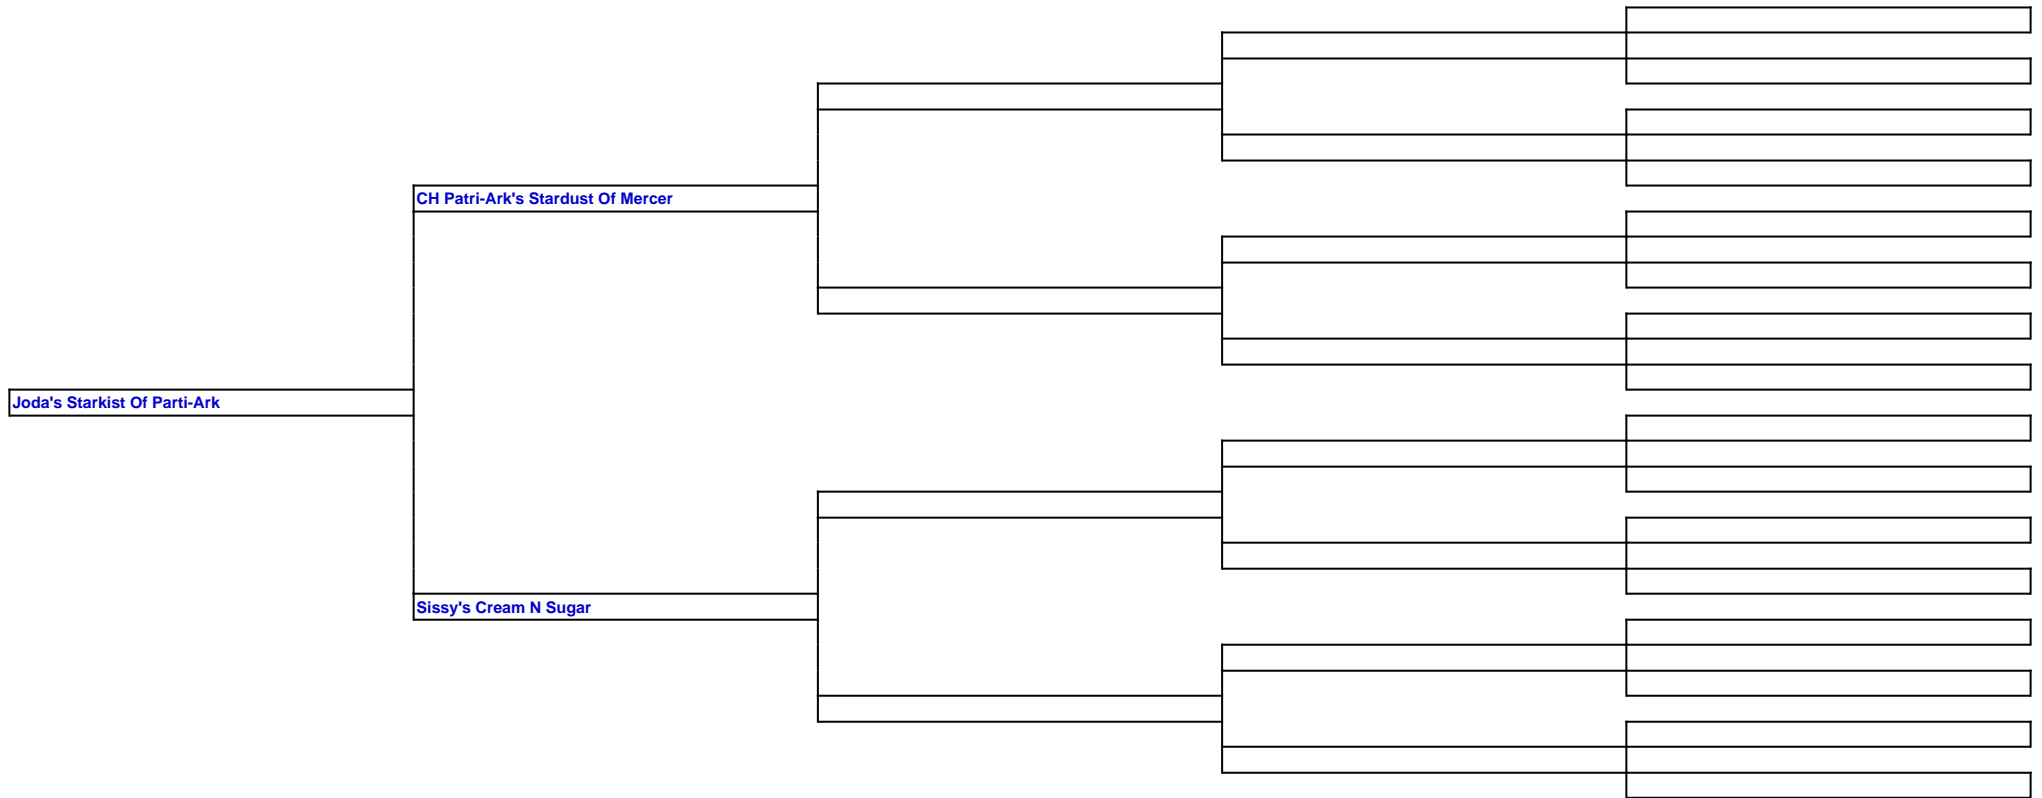 CH Patri-Ark's Stardust Of Mercer
Joda's Starkist Of Parti-Ark
Sissy's Cream N Sugar